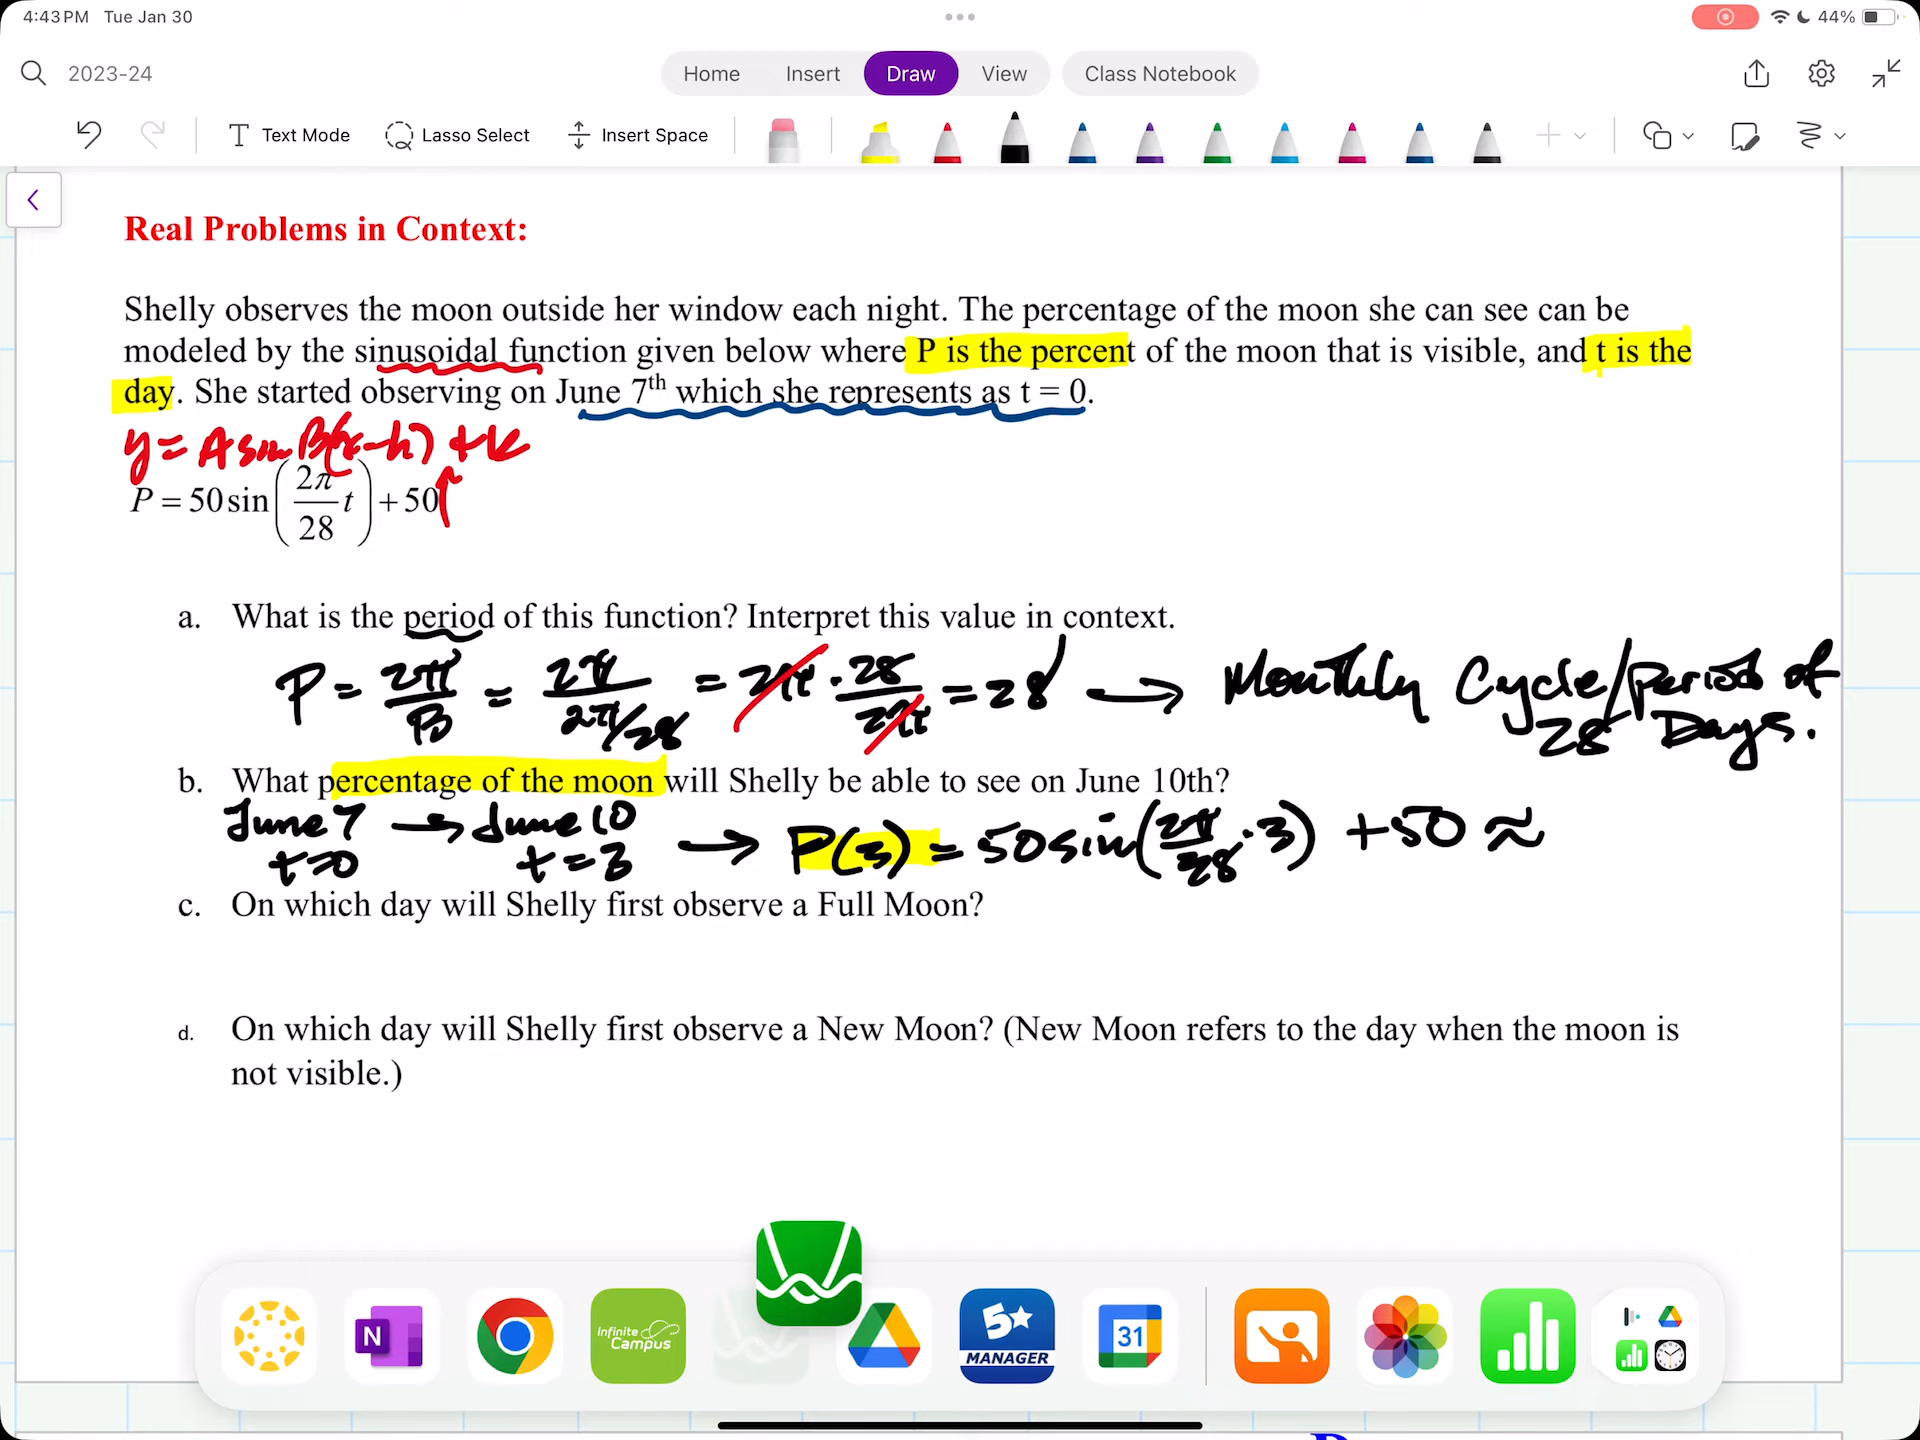 4:43 PM Tue Jan 30
44%
2023-24
Home Insert Draw View Class Notebook
Text Mode Lasso Select Insert Space
Real Problems in Context:
Shelly observes the moon outside her window each night. The percentage of the moon she can see can be
modeled by the sinusoidal function given below where P is the percent of the moon that is visible, and t is the
day. She started observing on June 7th which she represents as t = 0.
y = A sin B(x-h) + k
P = 50 sin(2π/28 t) + 50
a. What is the period of this function? Interpret this value in context.
P = 2π/B = 2π/(2π/28) = 2π · 28/2π = 28 → Monthly Cycle/Period of
28 Days.
b. What percentage of the moon will Shelly be able to see on June 10th?
June 7 → June 10 → P(3) = 50 sin(2π/28 · 3) + 50 ≈
t=0 t=3
c. On which day will Shelly first observe a Full Moon?
d. On which day will Shelly first observe a New Moon? (New Moon refers to the day when the moon is
not visible.)
N
Infinite Campus
5★ MANAGER
31